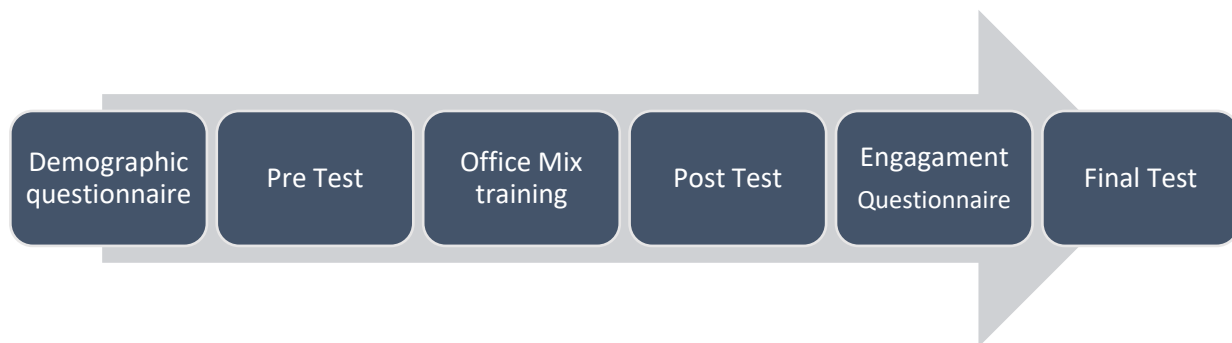 Demographic
questionnaire
Pre Test
Office Mix
training
Post Test
Engagament
Questionnaire
Final Test